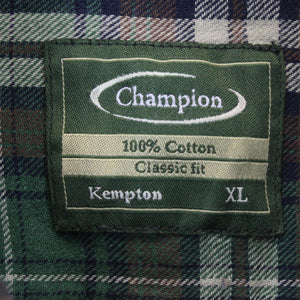 Champion
100% Cotton
Classic fit
Kempton XL